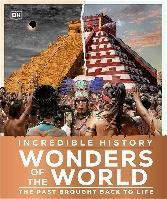 DK
INCREDIBLE HISTORY
WONDERS
OF THE
WORLD
THE PAST BROUGHT BACK TO LIFE